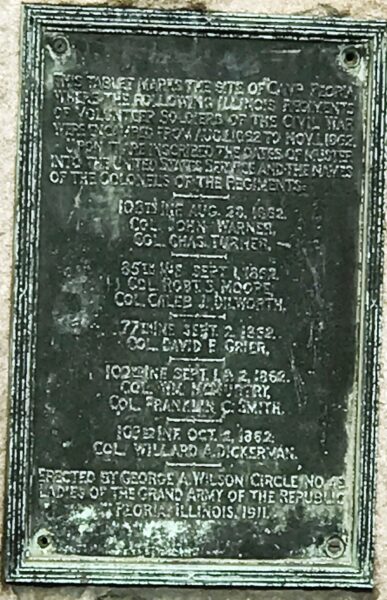 THIS TABLET MARKS THE SITE OF CAMP PEORIA
WHERE THE FOLLOWING ILLINOIS REGIMENTS
OF VOLUNTEER SOLDIERS OF THE CIVIL WAR
WERE ENCAMPED FROM AUG. 1, 1862 TO NOV. 1, 1862.
UPON IT ARE INSCRIBED THE DATES OF MUSTER
INTO THE UNITED STATES SERVICE AND THE NAMES
OF THE COLONELS OF THE REGIMENTS:
108TH INF. AUG. 28, 1862.
COL. JOHN WARNER,
COL. CHAS. TURNER,
85TH INF. SEPT. 1, 1862.
COL. ROBT. S. MOORE,
COL. CALEB J. DILWORTH,
77TH INF. SEPT. 2, 1862.
COL. DAVID P. GRIER,
102ND INF. SEPT. 1 & 2, 1862.
COL. WM. MCMURTRY,
COL. FRANKLIN C. SMITH,
103RD INF. OCT. 2, 1862.
COL. WILLARD A. DICKERMAN.
ERECTED BY GEORGE A. WILSON CIRCLE NO. 49,
LADIES OF THE GRAND ARMY OF THE REPUBLIC
PEORIA, ILLINOIS, 1911.